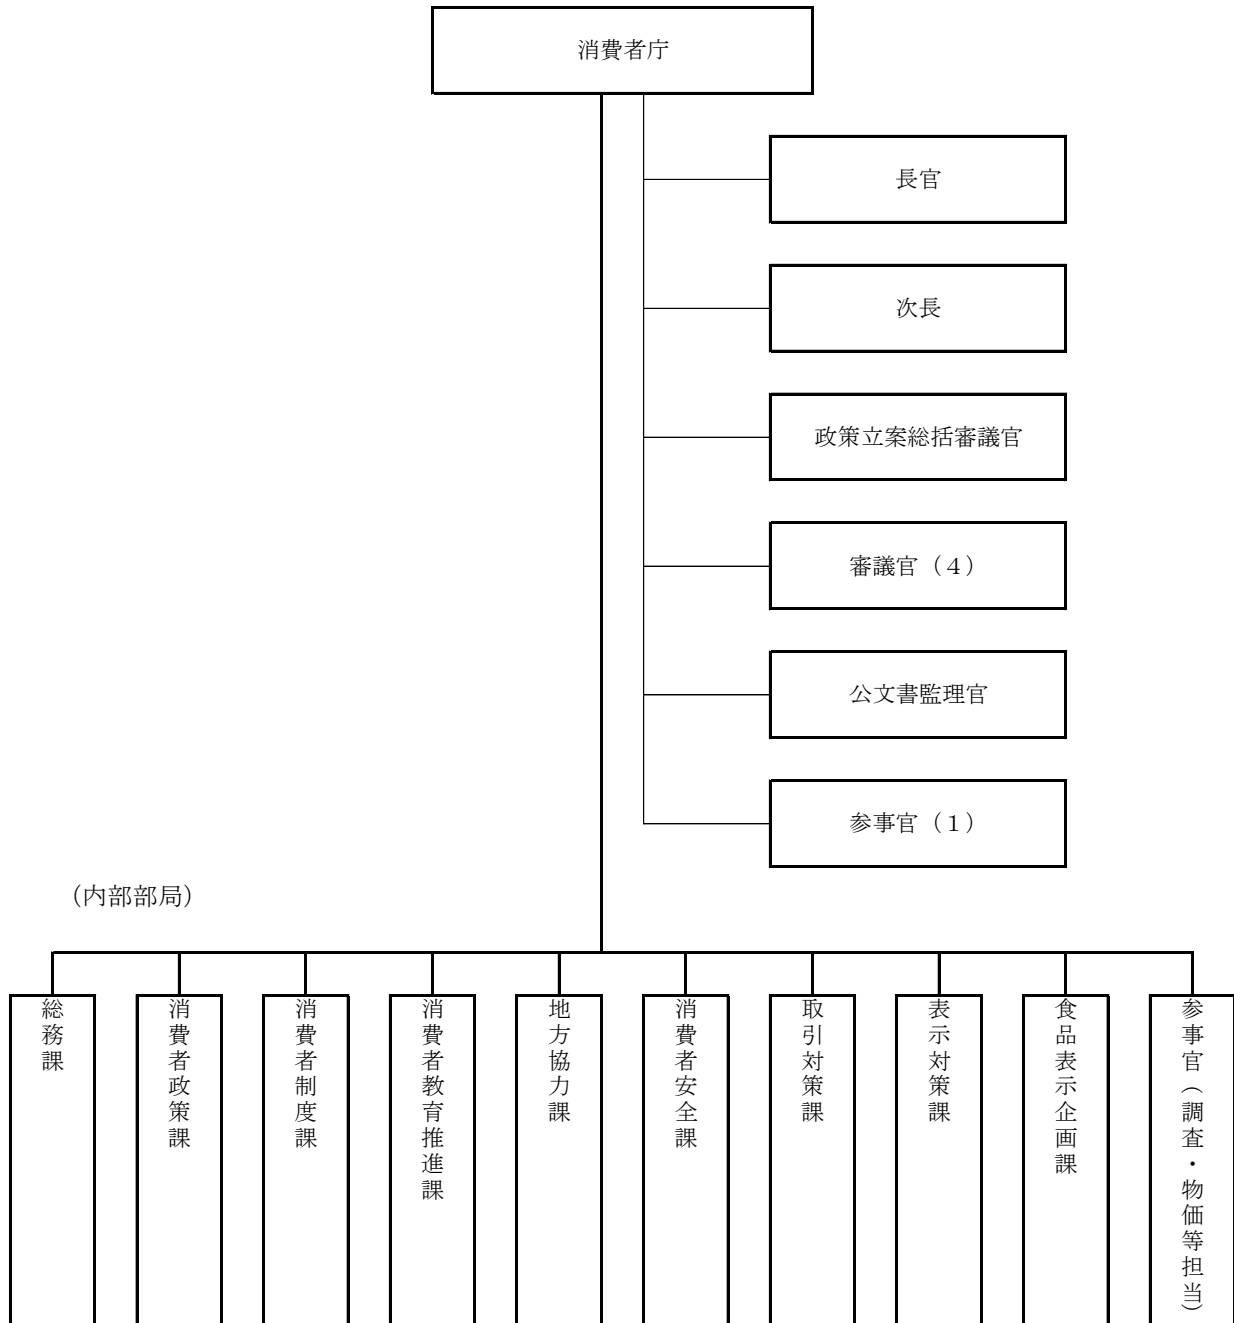 消費者庁
長官
次長
政策立案総括審議官
審議官（４）
公文書監理官
参事官（１）
（内部部局）
総務課
消費者政策課
消費者制度課
消費者教育推進課
地方協力課
消費者安全課
取引対策課
表示対策課
食品表示企画課
参事官（調査・物価等担当）